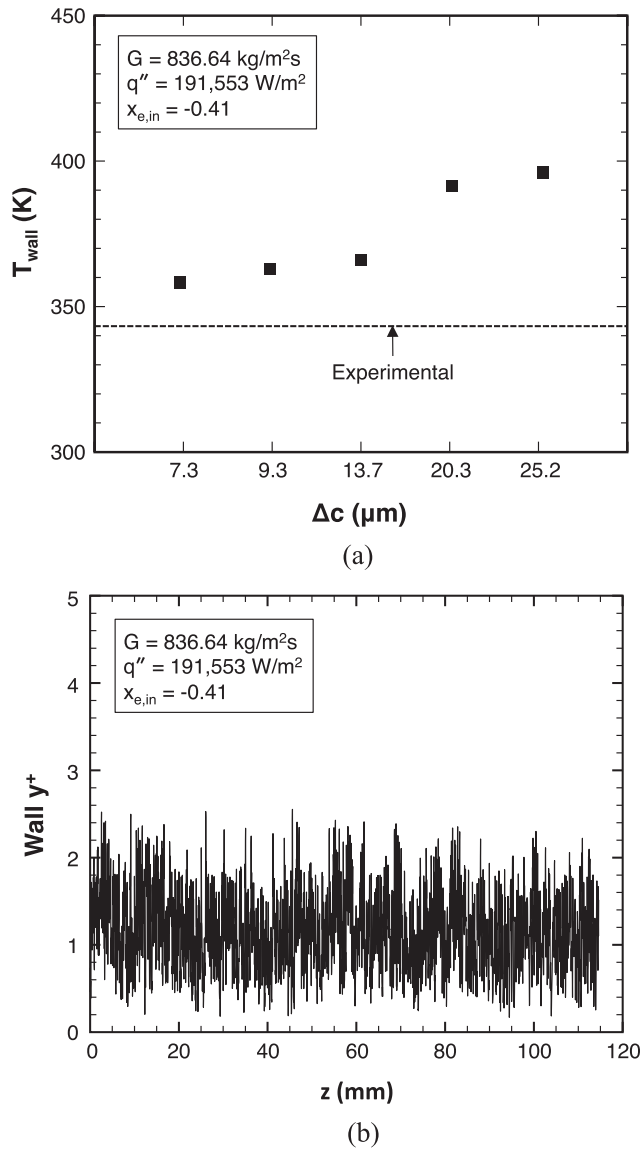 450
G = 836.64 kg/m²s
q″ = 191,553 W/m²
xₑ,ᵢₙ = -0.41
400
T_wall (K)
350
Experimental
300
7.3 9.3 13.7 20.3 25.2
Δc (μm)
(a)
5
G = 836.64 kg/m²s
q″ = 191,553 W/m²
xₑ,ᵢₙ = -0.41
4
3
Wall y⁺
2
1
0
0 20 40 60 80 100 120
z (mm)
(b)